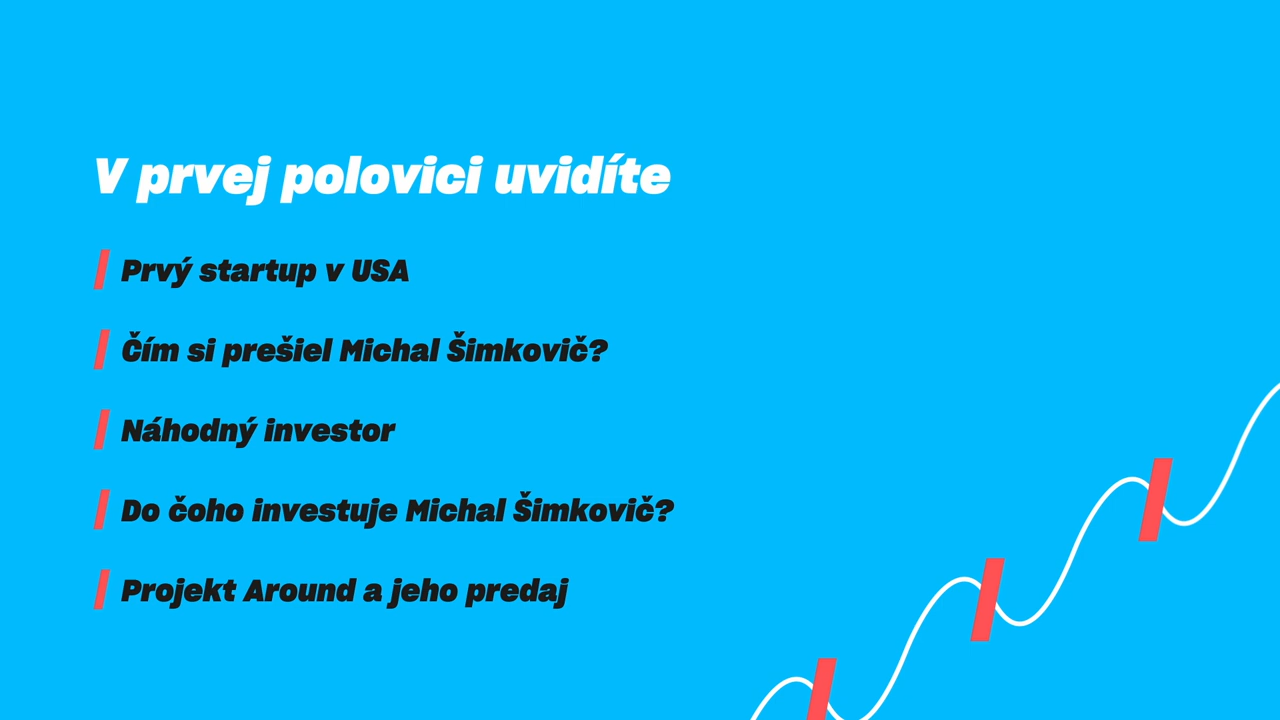 V prvej polovici uvidíte
Prvý startup v USA
Čím si prešiel Michal Šimkovič?
Náhodný investor
Do čoho investuje Michal Šimkovič?
Projekt Around a jeho predaj